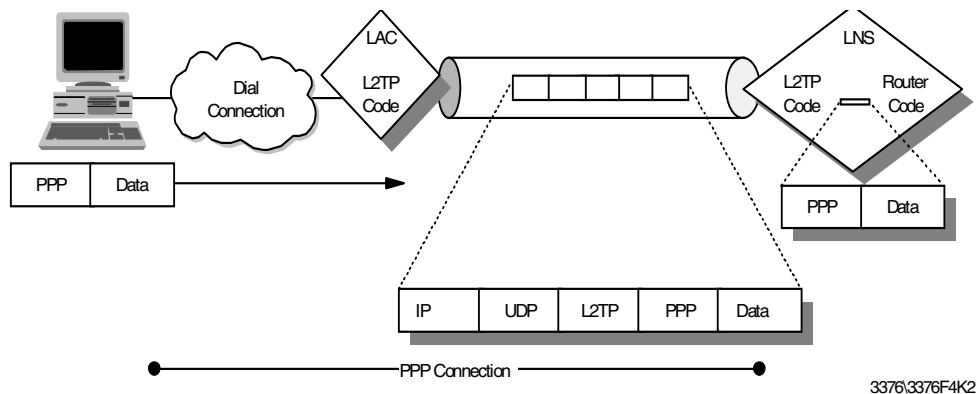 LAC
L2TP
Code
Dial
Connection
LNS
L2TP
Code
Router
Code
PPP Data
PPP Data
IP UDP L2TP PPP Data
PPP Connection
3376\3376F4K2